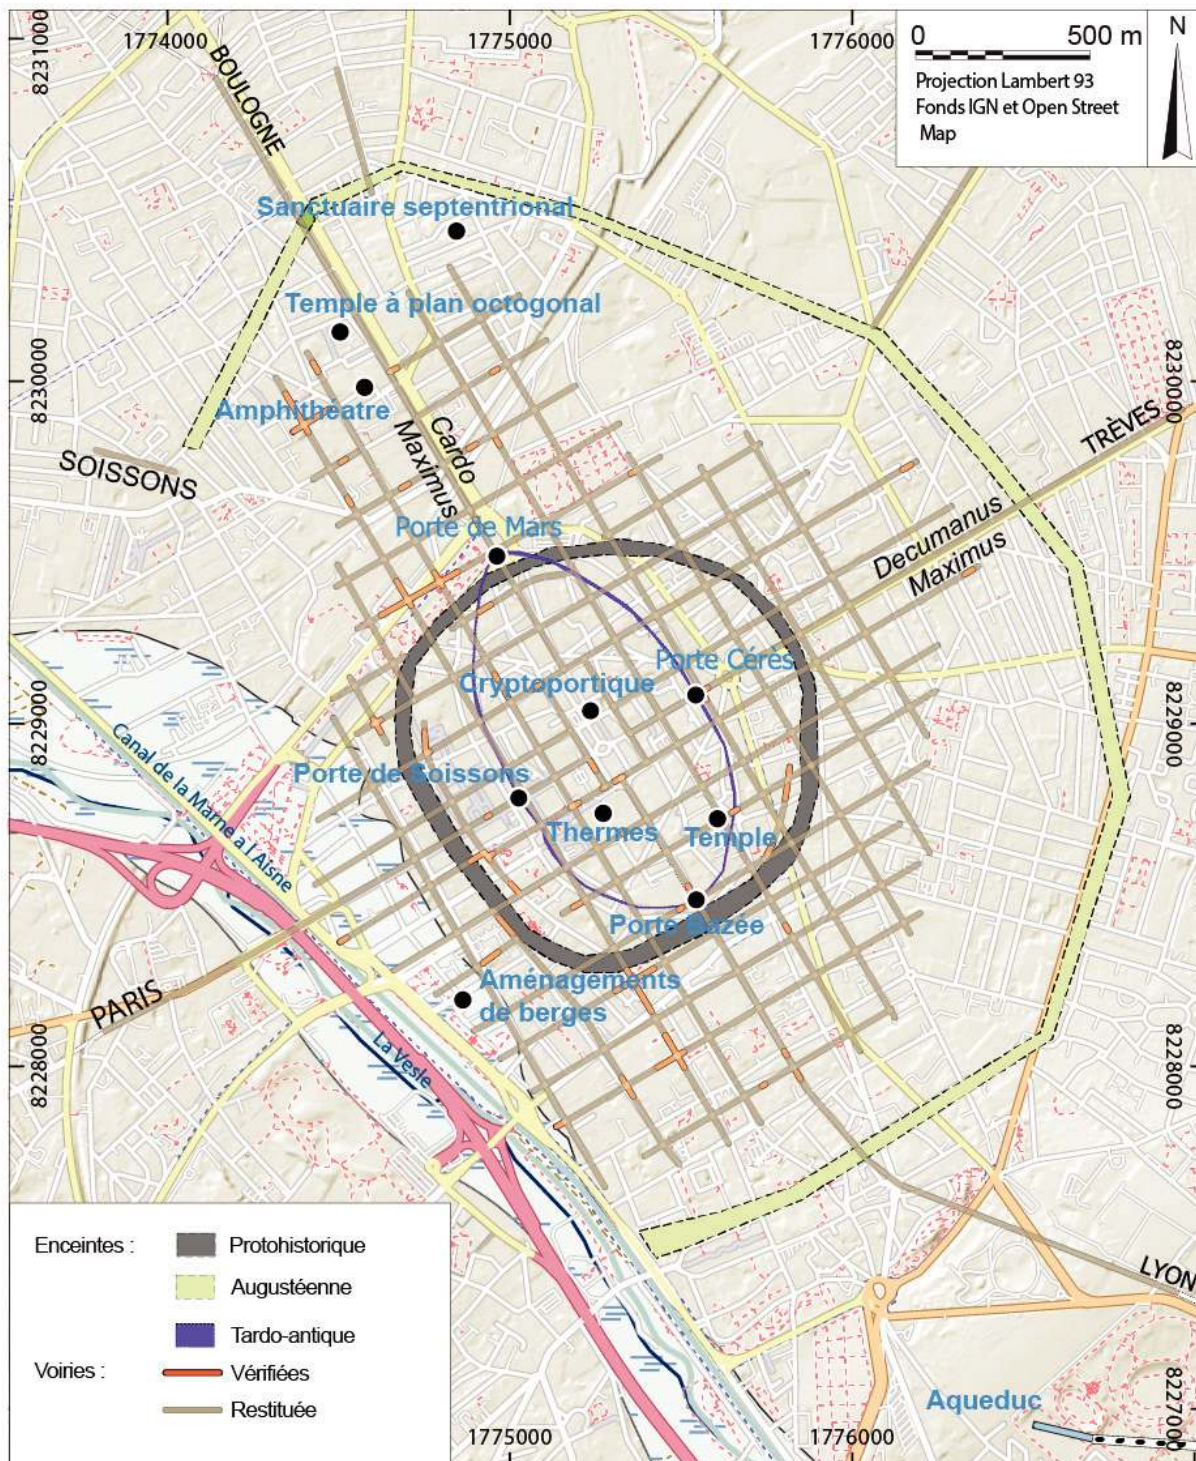 1774000
1775000
1776000
8231000
0 500 m
Projection Lambert 93
Fonds IGN et Open Street
Map
N
BOULOGNE
Sanctuaire septentrional
Temple à plan octogonal
8230000
8230000
Amphithéatre
Cardo
Maximus
SOISSONS
TRÈVES
Porte de Mars
Decumanus
Maximus
Porte Cérès
Cryptoportique
8229000
8229000
Canal de la Marne a l Aisne
Porte de Soissons
Thermes
Temple
Porte Bazée
Aménagements
de berges
PARIS
La Vesle
8228000
8228000
Enceintes :
Protohistorique
Augustéenne
Tardo-antique
Voiries :
Vérifiées
Restituée
LYON
Aqueduc
8227000
1775000
1776000